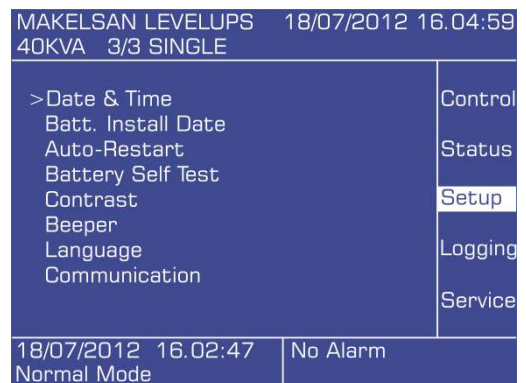 MAKELSAN LEVELUPS 18/07/2012 16.04:59
40KVA 3/3 SINGLE
>Date & Time
Batt. Install Date
Auto-Restart
Battery Self Test
Contrast
Beeper
Language
Communication
Control
Status
Setup
Logging
Service
18/07/2012 16.02:47 No Alarm
Normal Mode